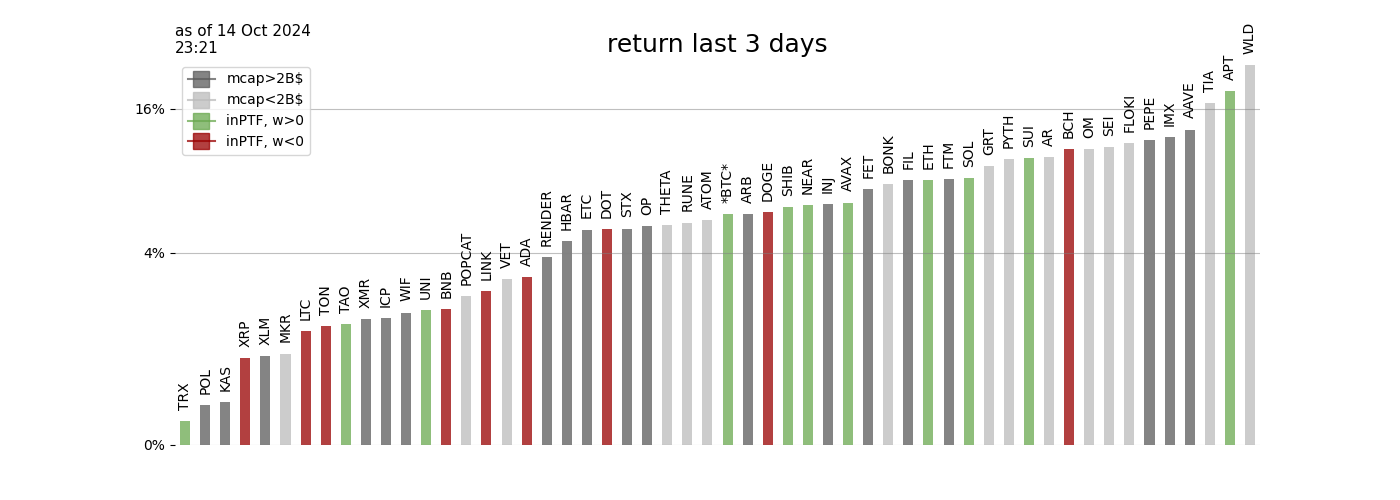 as of 14 Oct 2024
23:21
return last 3 days
mcap>2B$
mcap<2B$
inPTF, w>0
inPTF, w<0
16%
4%
0%
TRX
POL
KAS
XRP
XLM
MKR
LTC
TON
TAO
XMR
ICP
WIF
UNI
BNB
POPCAT
LINK
VET
ADA
RENDER
HBAR
ETC
DOT
STX
OP
THETA
RUNE
ATOM
*BTC*
ARB
DOGE
SHIB
NEAR
INJ
AVAX
FET
BONK
FIL
ETH
FTM
SOL
GRT
PYTH
SUI
AR
BCH
OM
SEI
FLOKI
PEPE
IMX
AAVE
TIA
APT
WLD